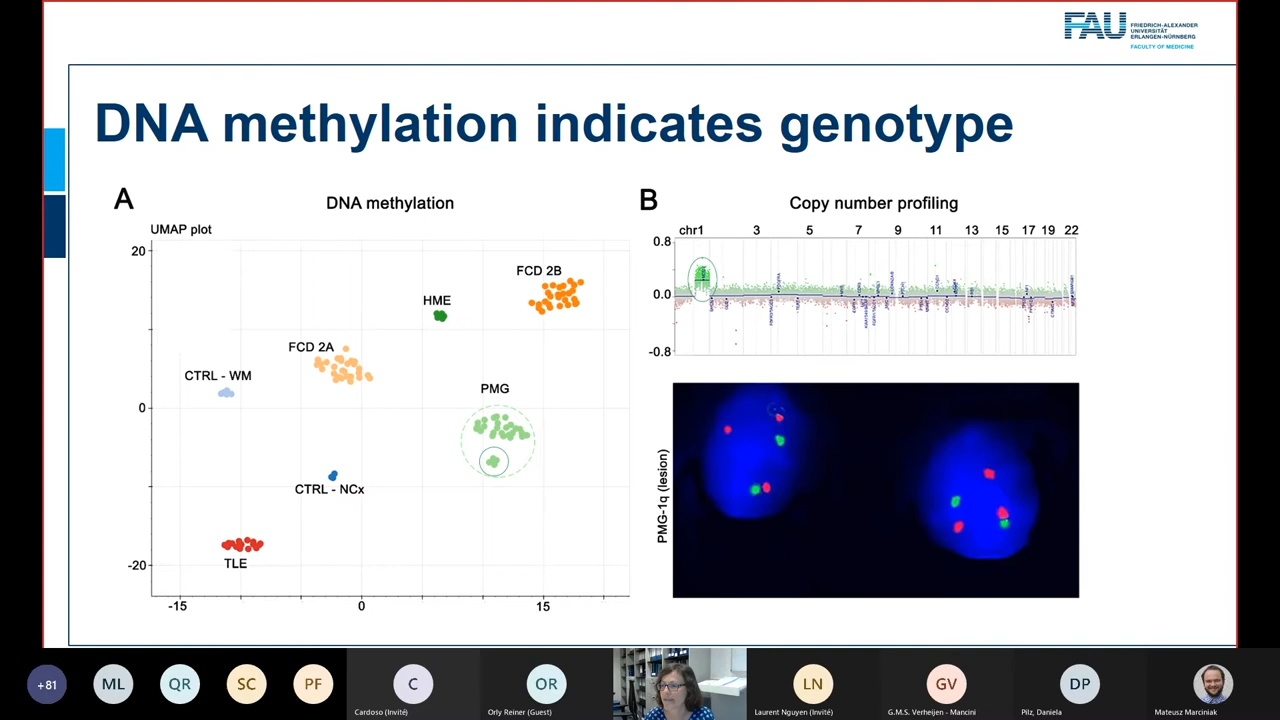 FAU
FRIEDRICH-ALEXANDER
UNIVERSITÄT
ERLANGEN-NÜRNBERG
FACULTY OF MEDICINE
DNA methylation indicates genotype
A
DNA methylation
UMAP plot
20
0
-20
-15
0
15
FCD 2B
HME
FCD 2A
CTRL - WM
PMG
CTRL - NCx
TLE
B
Copy number profiling
chr1 3 5 7 9 11 13 15 17 19 22
0.8
0.0
-0.8
PMG-1q (lesion)
+81
ML
QR
SC
PF
C
Cardoso (Invité)
OR
Orly Reiner (Guest)
LN
Laurent Nguyen (Invité)
GV
G.M.S. Verheijen - Mancini
DP
Pilz, Daniela
Mateusz Marciniak